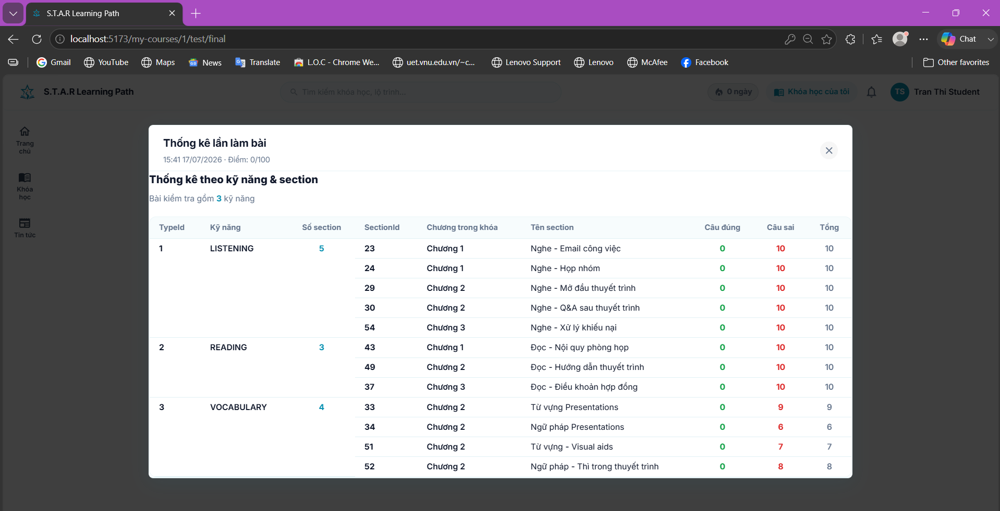 S.T.A.R Learning Path
localhost:5173/my-courses/1/test/final
Chat
Gmail YouTube Maps News Translate L.O.C - Chrome We... uet.vnu.edu.vn/~c... Lenovo Support Lenovo McAfee Facebook Other favorites
S.T.A.R Learning Path Tìm kiếm khóa học, lộ trình... 0 ngày Khóa học của tôi TS Tran Thi Student
Trang
chủ
Khóa
học
Tin tức
Thống kê lần làm bài
15:41 17/07/2026 · Điểm: 0/100
Thống kê theo kỹ năng & section
Bài kiểm tra gồm 3 kỹ năng
TypeId Kỹ năng Số section SectionId Chương trong khóa Tên section Câu đúng Câu sai Tổng
1 LISTENING 5 23 Chương 1 Nghe - Email công việc 0 10 10
24 Chương 1 Nghe - Họp nhóm 0 10 10
29 Chương 2 Nghe - Mở đầu thuyết trình 0 10 10
30 Chương 2 Nghe - Q&A sau thuyết trình 0 10 10
54 Chương 3 Nghe - Xử lý khiếu nại 0 10 10
2 READING 3 43 Chương 1 Đọc - Nội quy phòng họp 0 10 10
49 Chương 2 Đọc - Hướng dẫn thuyết trình 0 10 10
37 Chương 3 Đọc - Điều khoản hợp đồng 0 10 10
3 VOCABULARY 4 33 Chương 2 Từ vựng Presentations 0 9 9
34 Chương 2 Ngữ pháp Presentations 0 6 6
51 Chương 2 Từ vựng - Visual aids 0 7 7
52 Chương 2 Ngữ pháp - Thì trong thuyết trình 0 8 8